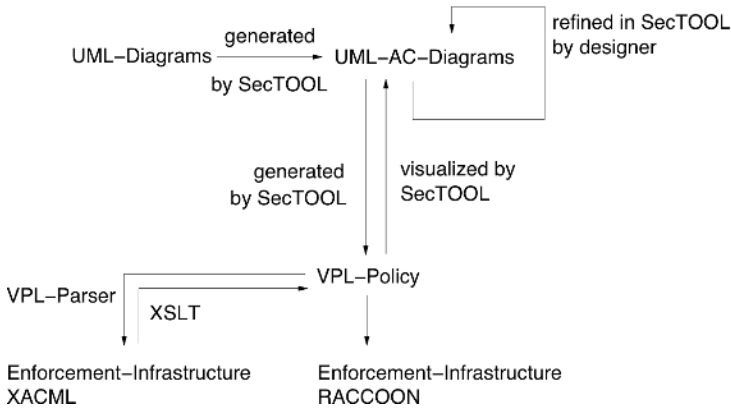 generated
UML–Diagrams
by SecTOOL
UML–AC–Diagrams
refined in SecTOOL
by designer
generated
by SecTOOL
visualized by
SecTOOL
VPL–Policy
VPL–Parser
XSLT
Enforcement–Infrastructure
XACML
Enforcement–Infrastructure
RACCOON